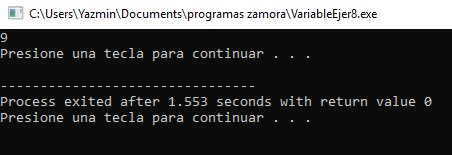 C:\Users\Yazmin\Documents\programas zamora\VariableEjer8.exe
9
Presione una tecla para continuar . . .
--------------------------------
Process exited after 1.553 seconds with return value 0
Presione una tecla para continuar . . .